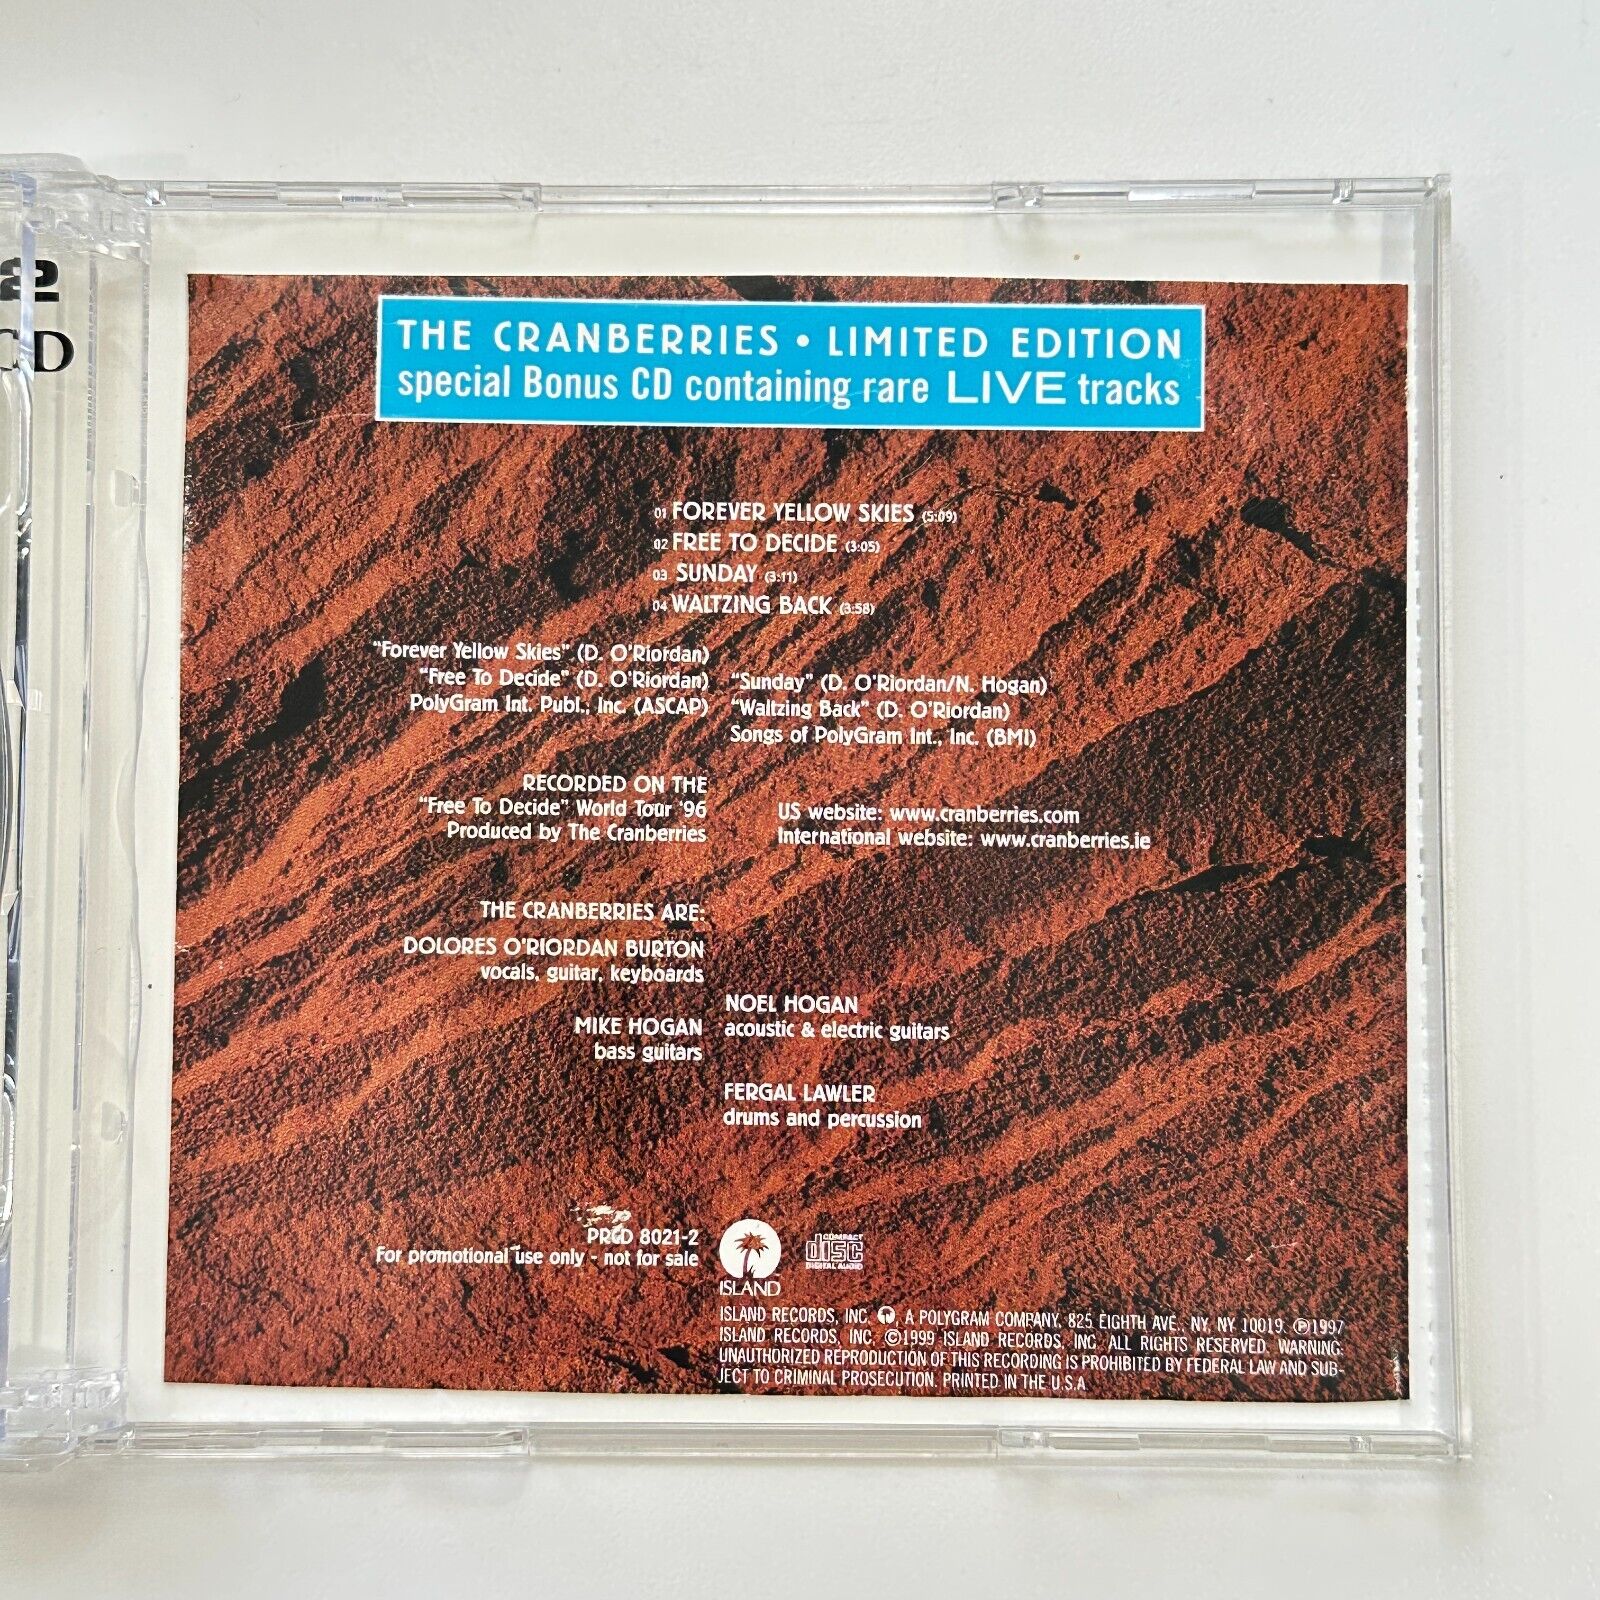 2
CD
THE CRANBERRIES • LIMITED EDITION
special Bonus CD containing rare LIVE tracks
01 FOREVER YELLOW SKIES (5:09)
02 FREE TO DECIDE (3:05)
03 SUNDAY (3:11)
04 WALTZING BACK (3:58)
"Forever Yellow Skies" (D. O'Riordan)
"Free To Decide" (D. O'Riordan)
PolyGram Int. Publ., Inc. (ASCAP)
"Sunday" (D. O'Riordan/N. Hogan)
"Waltzing Back" (D. O'Riordan)
Songs of PolyGram Int., Inc. (BMI)
RECORDED ON THE
"Free To Decide" World Tour '96
Produced by The Cranberries
US website: www.cranberries.com
International website: www.cranberries.ie
THE CRANBERRIES ARE:
DOLORES O'RIORDAN BURTON
vocals, guitar, keyboards
MIKE HOGAN
bass guitars
NOEL HOGAN
acoustic & electric guitars
FERGAL LAWLER
drums and percussion
PRCD 8021-2
For promotional use only - not for sale
ISLAND
COMPACT
disc
DIGITAL AUDIO
ISLAND RECORDS, INC. , A POLYGRAM COMPANY, 825 EIGHTH AVE., NY, NY 10019. ℗1997
ISLAND RECORDS, INC. ©1999 ISLAND RECORDS, INC. ALL RIGHTS RESERVED. WARNING:
UNAUTHORIZED REPRODUCTION OF THIS RECORDING IS PROHIBITED BY FEDERAL LAW AND SUB-
JECT TO CRIMINAL PROSECUTION. PRINTED IN THE U.S.A